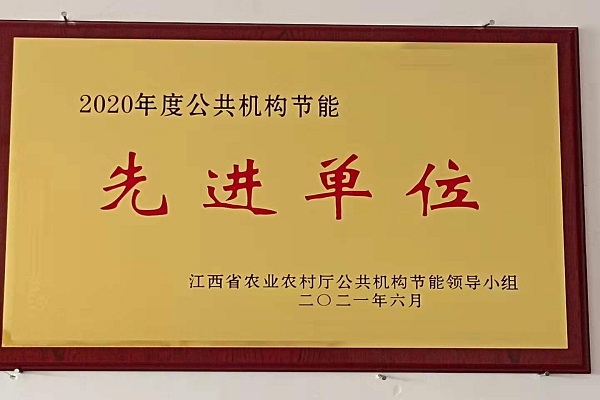 2020年度公共机构节能
先进单位
江西省农业农村厅公共机构节能领导小组
二〇二一年六月